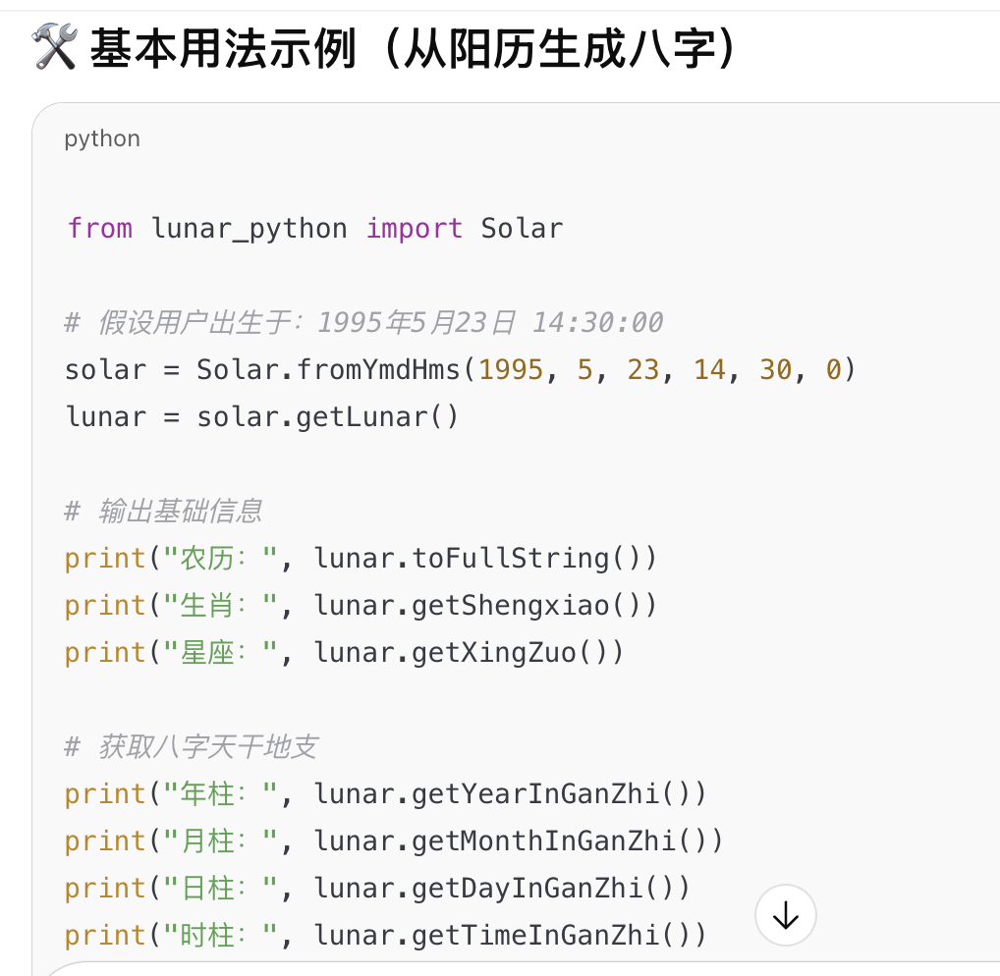 🛠 基本用法示例（从阳历生成八字）
python
from lunar_python import Solar
# 假设用户出生于：1995年5月23日 14:30:00
solar = Solar.fromYmdHms(1995, 5, 23, 14, 30, 0)
lunar = solar.getLunar()
# 输出基础信息
print("农历：", lunar.toFullString())
print("生肖：", lunar.getShengxiao())
print("星座：", lunar.getXingZuo())
# 获取八字天干地支
print("年柱：", lunar.getYearInGanZhi())
print("月柱：", lunar.getMonthInGanZhi())
print("日柱：", lunar.getDayInGanZhi())
print("时柱：", lunar.getTimeInGanZhi())